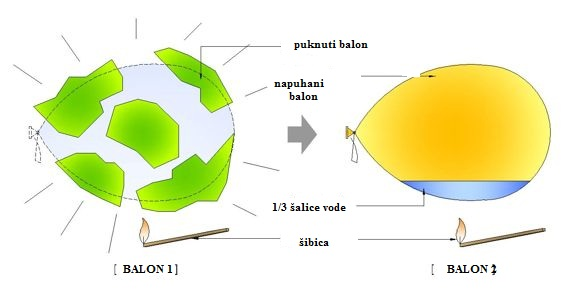 puknuti balon
napuhani
balon
1/3 šalice vode
šibica
[ BALON 1]
[ BALON 2]